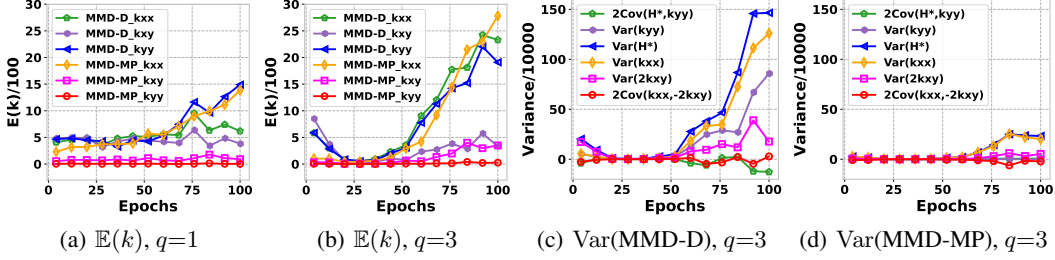 E(k)/100
30
25
20
15
10
5
0
MMD-D_kxx
MMD-D_kxy
MMD-D_kyy
MMD-MP_kxx
MMD-MP_kxy
MMD-MP_kyy
0 25 50 75 100
Epochs
(a) 𝔼(k), q=1
E(k)/100
30
25
20
15
10
5
0
MMD-D_kxx
MMD-D_kxy
MMD-D_kyy
MMD-MP_kxx
MMD-MP_kxy
MMD-MP_kyy
0 25 50 75 100
Epochs
(b) 𝔼(k), q=3
Variance/10000
150
100
50
0
2Cov(H*,kyy)
Var(kyy)
Var(H*)
Var(kxx)
Var(2kxy)
2Cov(kxx,-2kxy)
0 25 50 75 100
Epochs
(c) Var(MMD-D), q=3
Variance/10000
150
100
50
0
2Cov(H*,kyy)
Var(kyy)
Var(H*)
Var(kxx)
Var(2kxy)
2Cov(kxx,-2kxy)
0 25 50 75 100
Epochs
(d) Var(MMD-MP), q=3